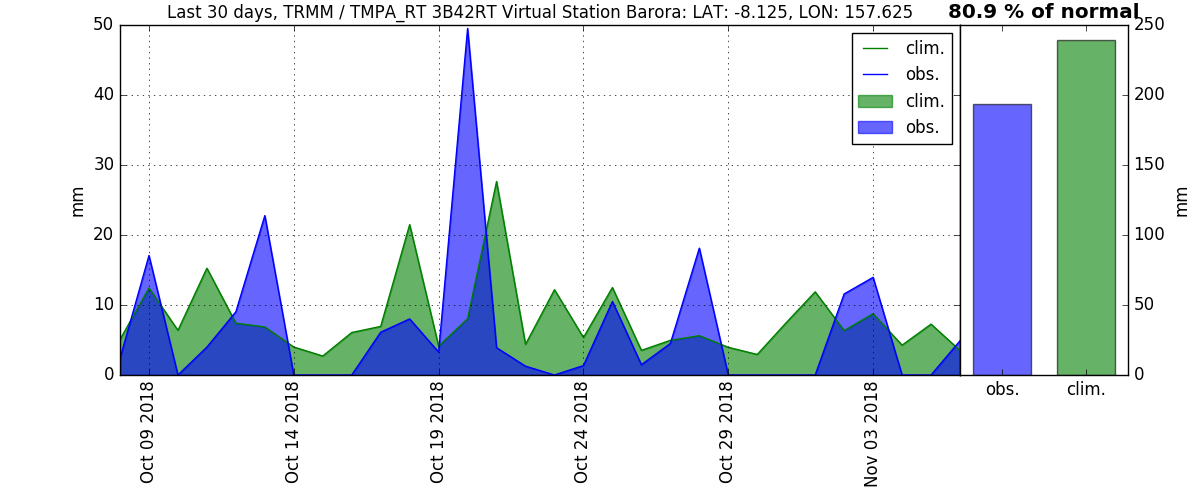 Last 30 days, TRMM / TMPA_RT 3B42RT Virtual Station Barora: LAT: -8.125, LON: 157.625
80.9 % of normal
50
40
30
20
10
0
mm
clim.
obs.
clim.
obs.
250
200
150
100
50
0
mm
obs.
clim.
Oct 09 2018
Oct 14 2018
Oct 19 2018
Oct 24 2018
Oct 29 2018
Nov 03 2018